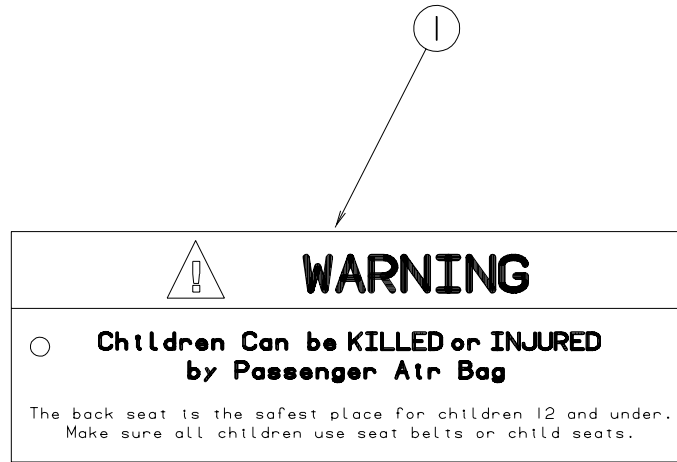 1
! WARNING
Children Can be KILLED or INJURED
by Passenger Air Bag
The back seat is the safest place for children 12 and under.
Make sure all children use seat belts or child seats.